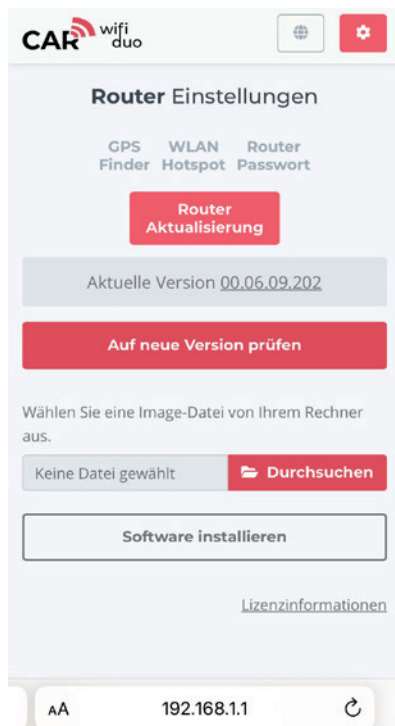 CAR wifi duo
Router Einstellungen
GPS Finder
WLAN Hotspot
Router Passwort
Router
Aktualisierung
Aktuelle Version 00.06.09.202
Auf neue Version prüfen
Wählen Sie eine Image-Datei von Ihrem Rechner
aus.
Keine Datei gewählt
Durchsuchen
Software installieren
Lizenzinformationen
AA
192.168.1.1